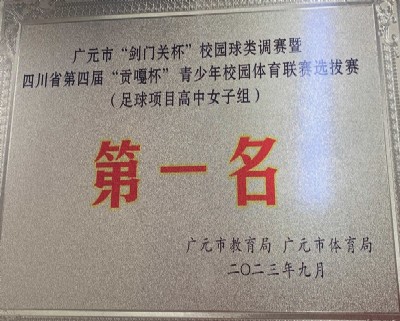 广元市“剑门关杯”校园球类调赛暨
四川省第四届“贡嘎杯”青少年校园体育联赛选拔赛
（足球项目高中女子组）
第一名
广元市教育局 广元市体育局
二〇二三年九月